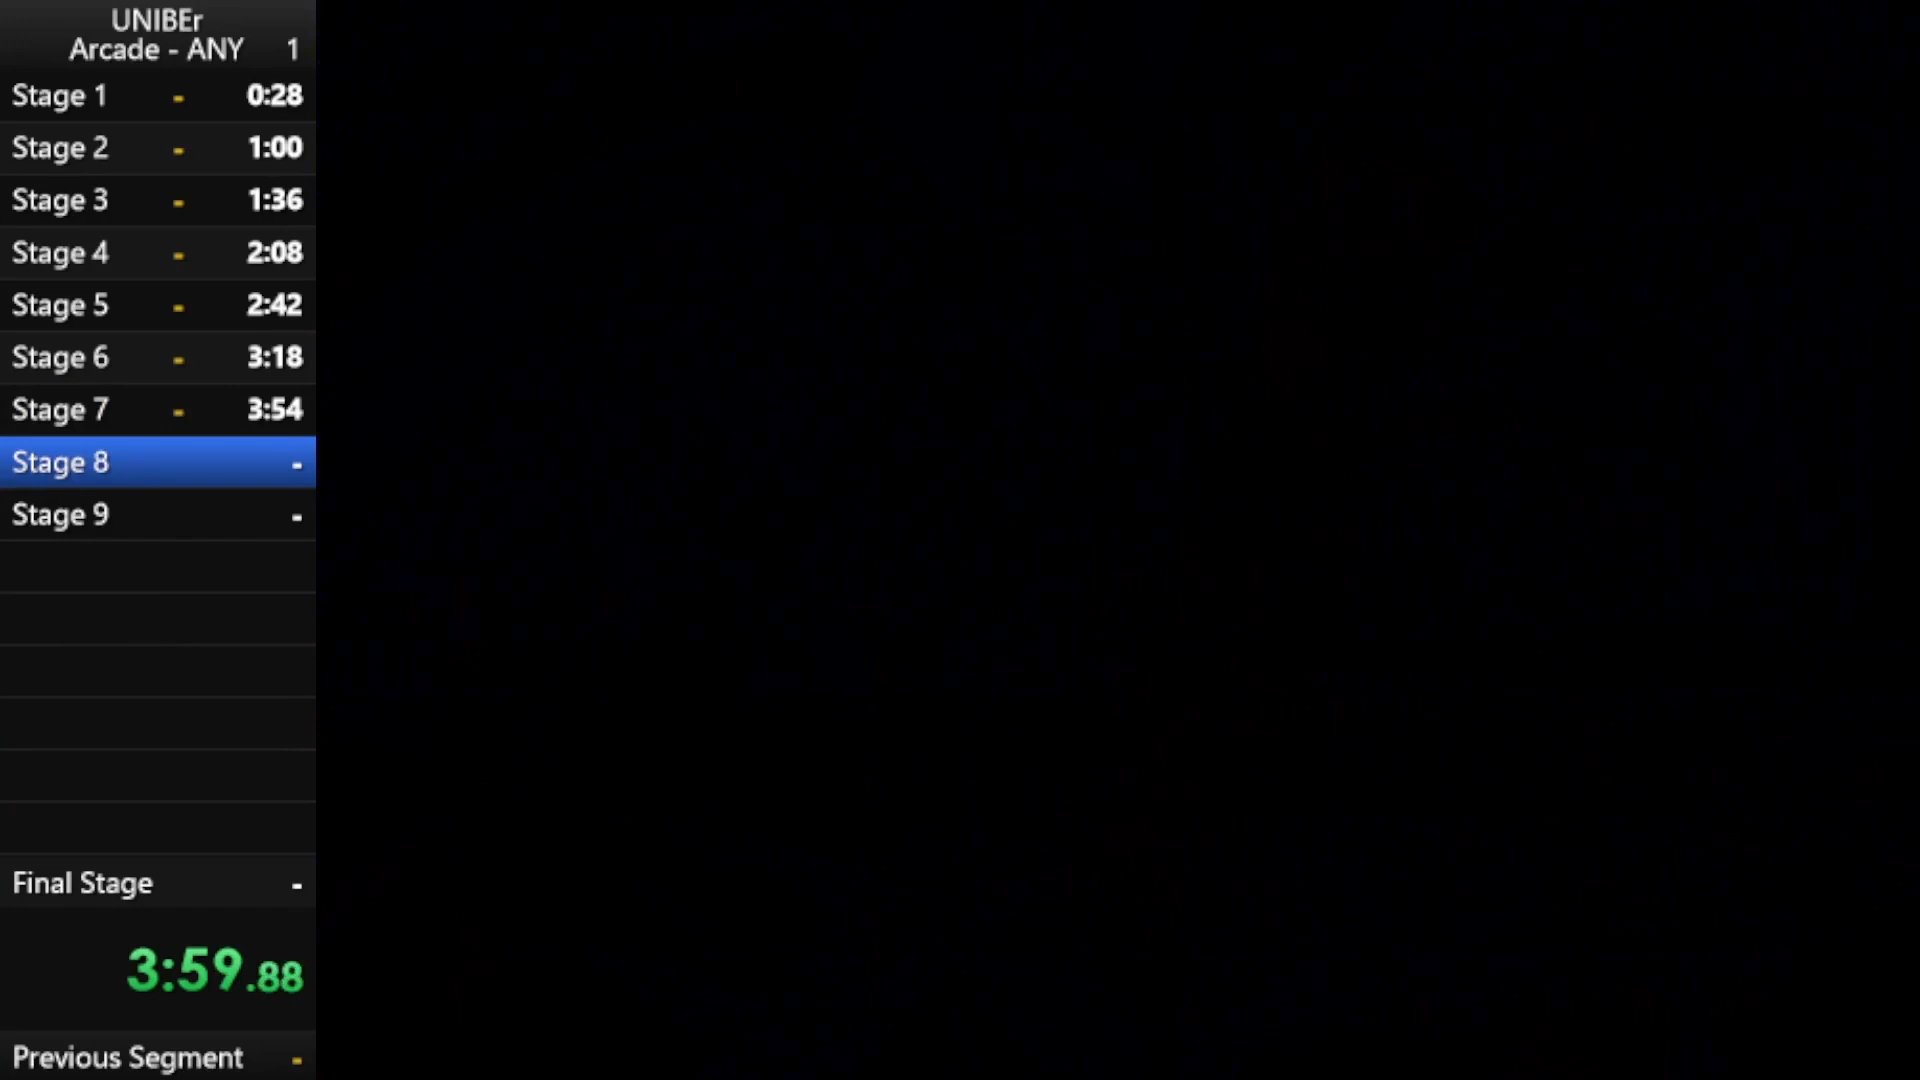 UNIBEr
Arcade - ANY 1
Stage 1 - 0:28
Stage 2 - 1:00
Stage 3 - 1:36
Stage 4 - 2:08
Stage 5 - 2:42
Stage 6 - 3:18
Stage 7 - 3:54
Stage 8 -
Stage 9 -
Final Stage -
3:59.88
Previous Segment -